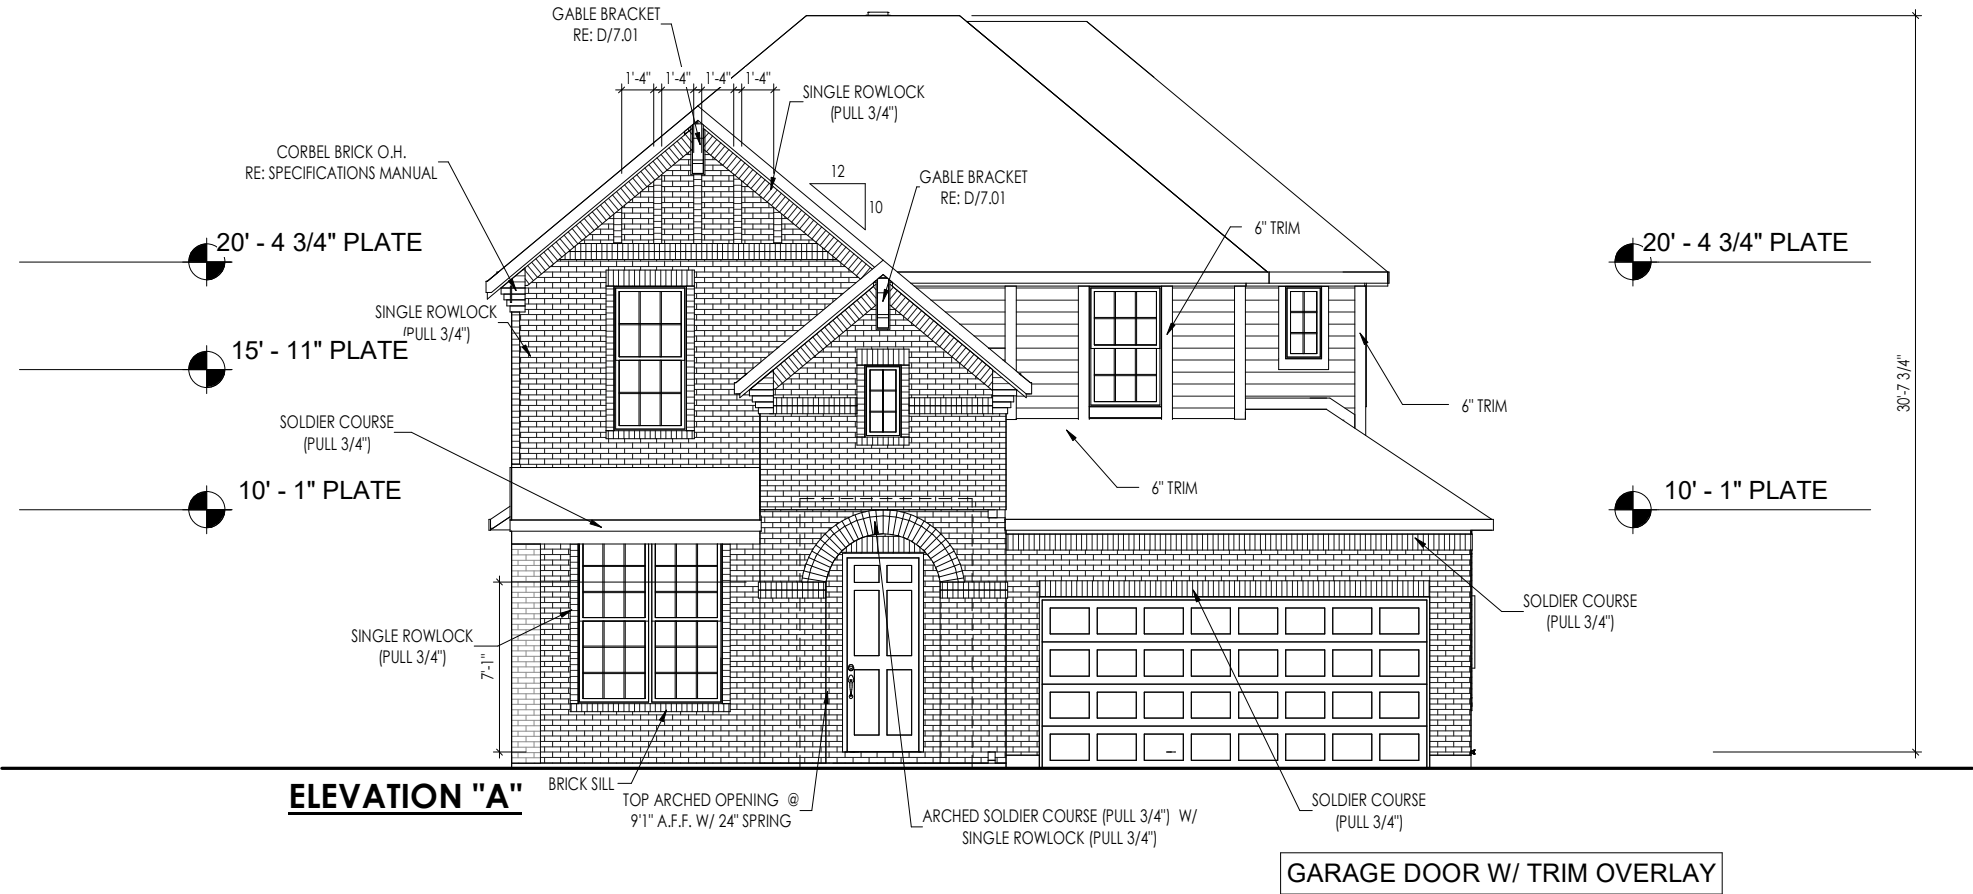 GABLE BRACKET
RE: D/7.01
1'-4" 1'-4" 1'-4" 1'-4"
SINGLE ROWLOCK
(PULL 3/4")
CORBEL BRICK O.H.
RE: SPECIFICATIONS MANUAL
12
10
GABLE BRACKET
RE: D/7.01
6" TRIM
20' - 4 3/4" PLATE
20' - 4 3/4" PLATE
SINGLE ROWLOCK
(PULL 3/4")
15' - 11" PLATE
30'-7 3/4"
6" TRIM
SOLDIER COURSE
(PULL 3/4")
10' - 1" PLATE
6" TRIM
10' - 1" PLATE
SOLDIER COURSE
(PULL 3/4")
SINGLE ROWLOCK
(PULL 3/4")
7'-1"
BRICK SILL
ELEVATION "A"
TOP ARCHED OPENING @
9'1" A.F.F. W/ 24" SPRING
ARCHED SOLDIER COURSE (PULL 3/4") W/
SINGLE ROWLOCK (PULL 3/4")
SOLDIER COURSE
(PULL 3/4")
GARAGE DOOR W/ TRIM OVERLAY